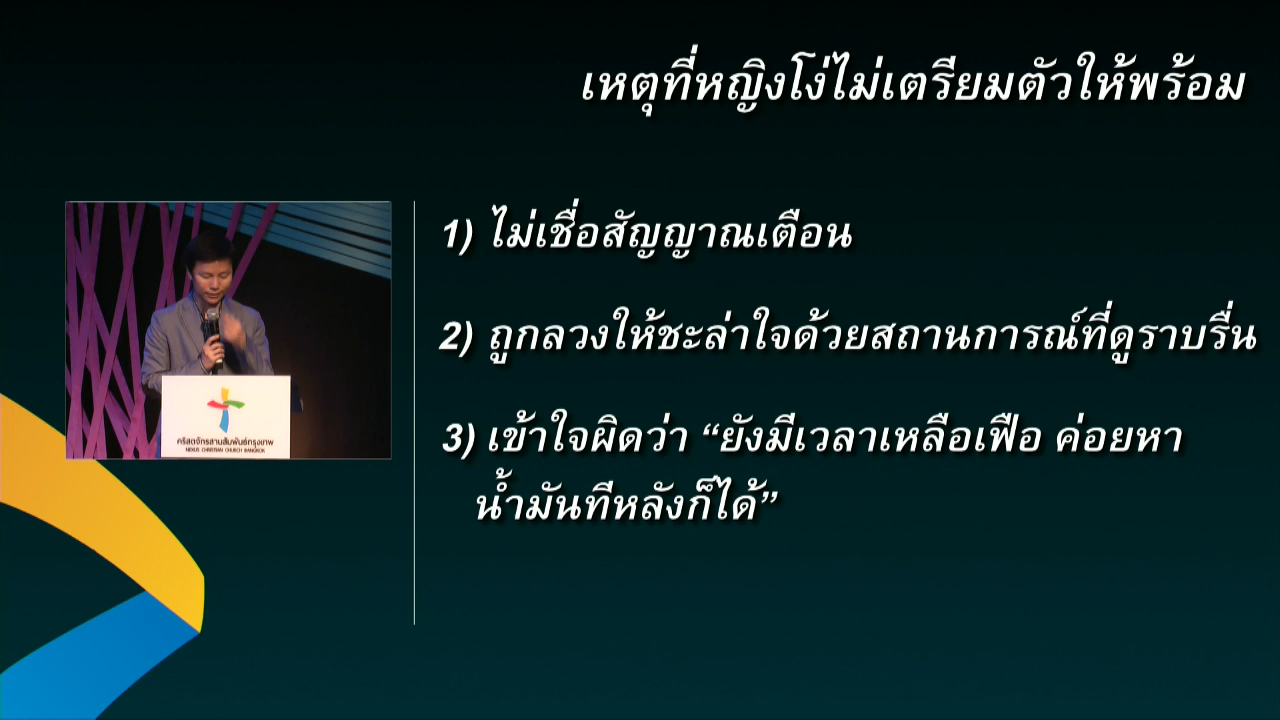 เหตุที่หญิงโง่ไม่เตรียมตัวให้พร้อม
1) ไม่เชื่อสัญญาณเตือน
2) ถูกลวงให้ชะล่าใจด้วยสถานการณ์ที่ดูราบรื่น
3) เข้าใจผิดว่า “ยังมีเวลาเหลือเฟือ ค่อยหา
น้ำมันทีหลังก็ได้”
คริสตจักรสานสัมพันธ์กรุงเทพ
NEXUS CHRISTIAN CHURCH BANGKOK